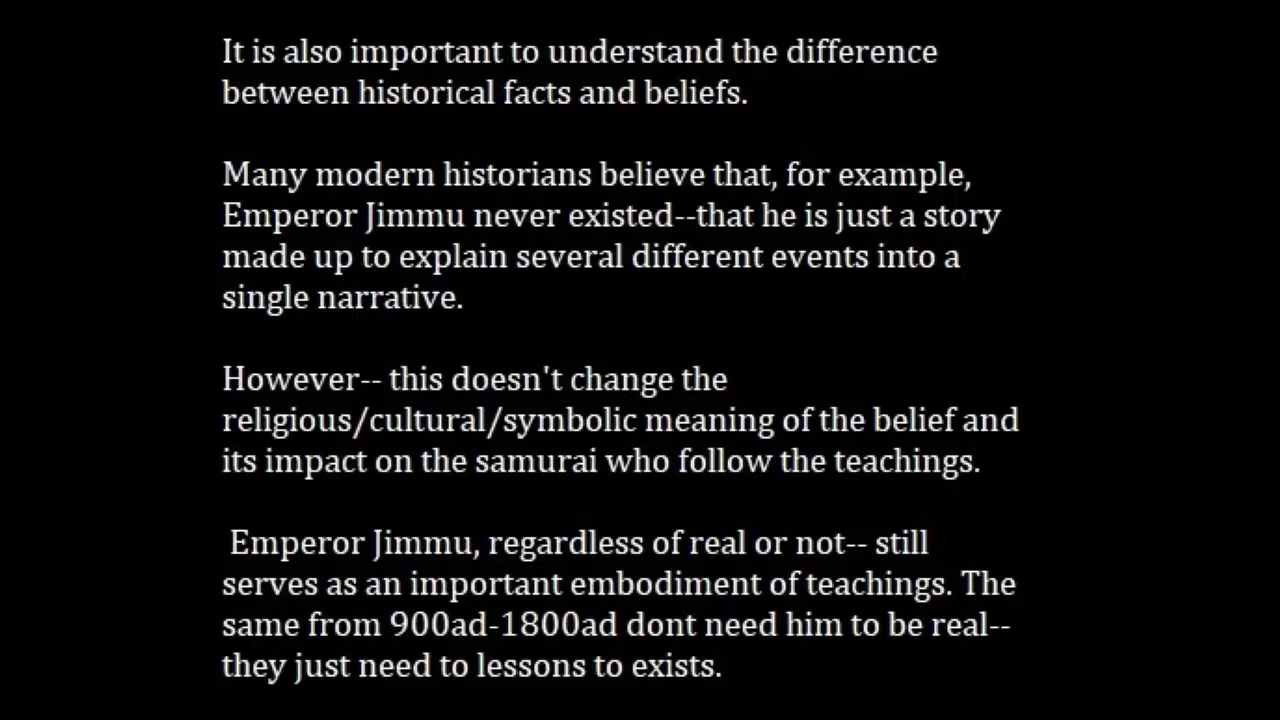 It is also important to understand the difference
between historical facts and beliefs.
Many modern historians believe that, for example,
Emperor Jimmu never existed--that he is just a story
made up to explain several different events into a
single narrative.
However-- this doesn't change the
religious/cultural/symbolic meaning of the belief and
its impact on the samurai who follow the teachings.
Emperor Jimmu, regardless of real or not-- still
serves as an important embodiment of teachings. The
same from 900ad-1800ad dont need him to be real--
they just need to lessons to exists.